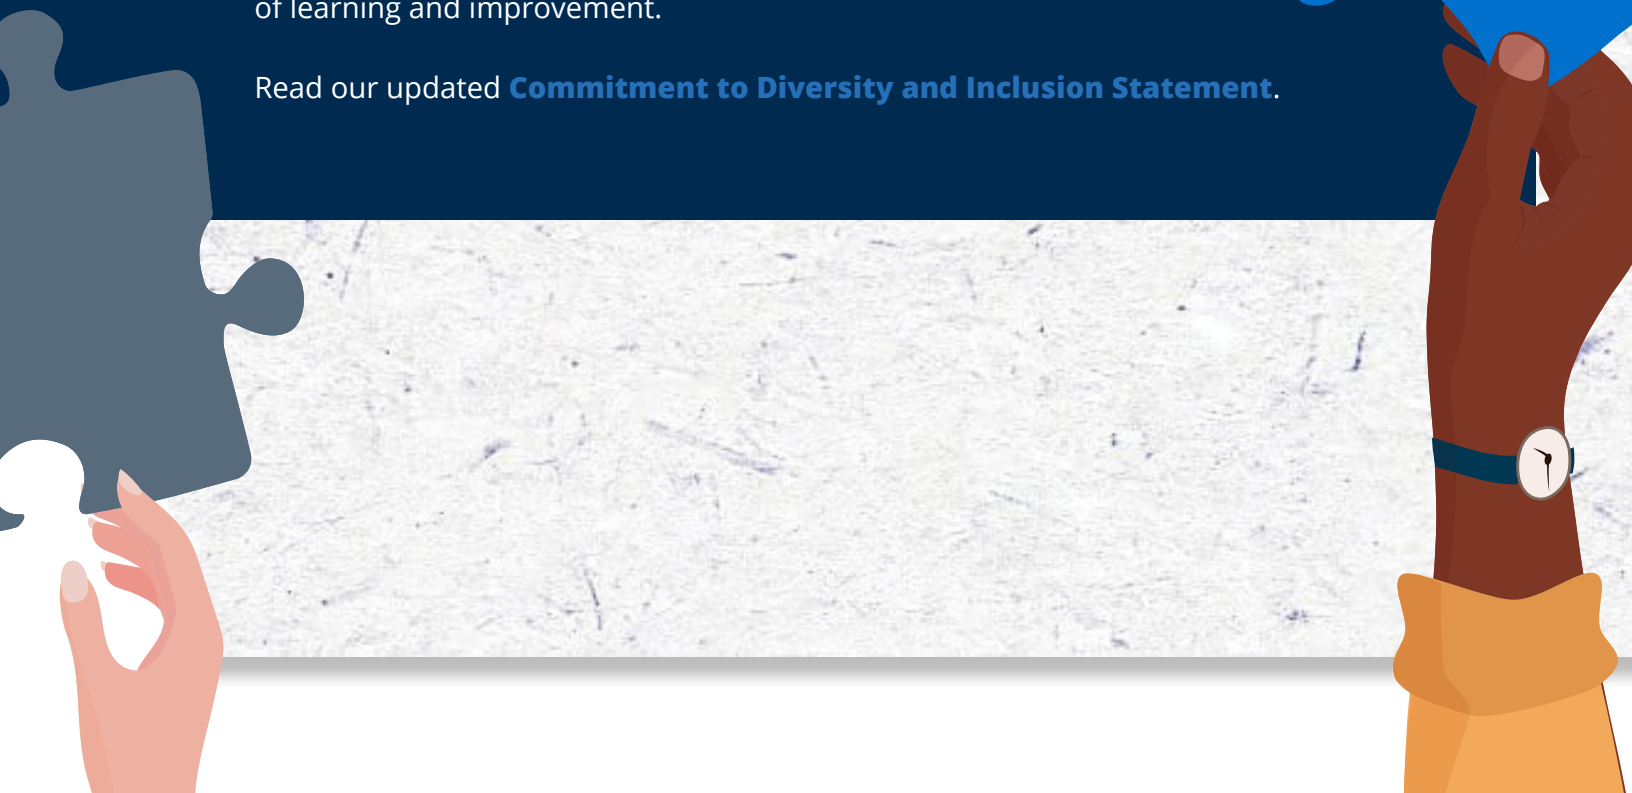 of learning and improvement.
Read our updated Commitment to Diversity and Inclusion Statement.